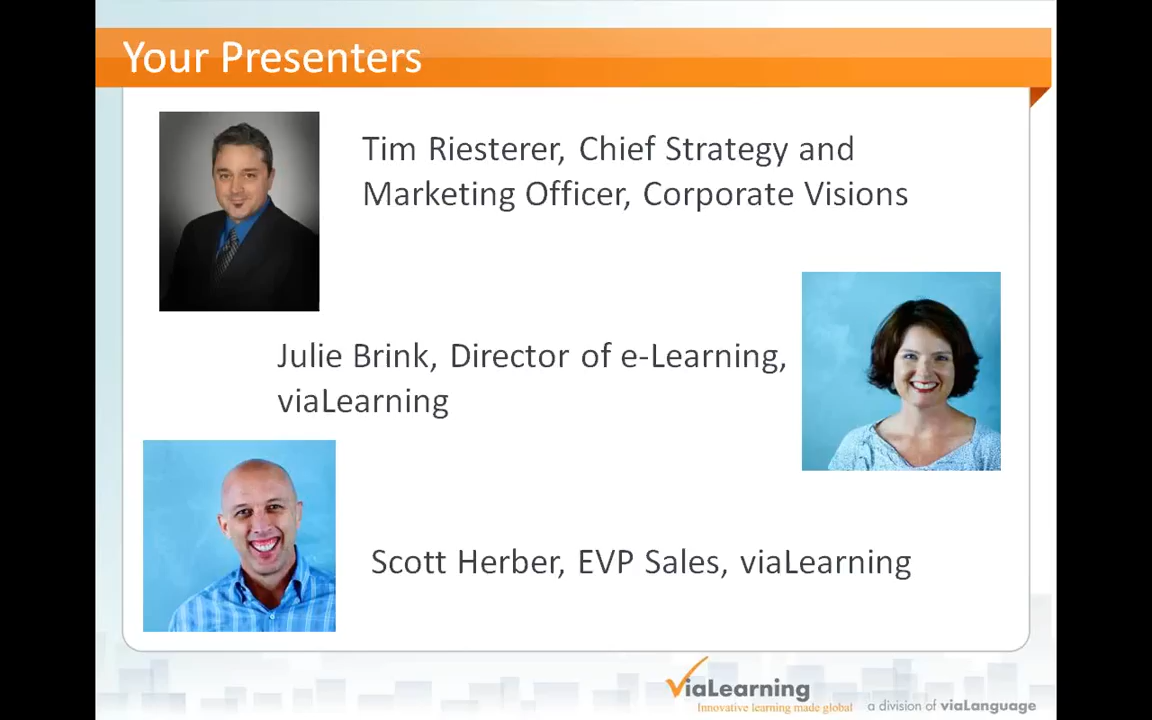 Your Presenters
Tim Riesterer, Chief Strategy and
Marketing Officer, Corporate Visions
Julie Brink, Director of e-Learning,
viaLearning
Scott Herber, EVP Sales, viaLearning
viaLearning
Innovative learning made global
a division of viaLanguage